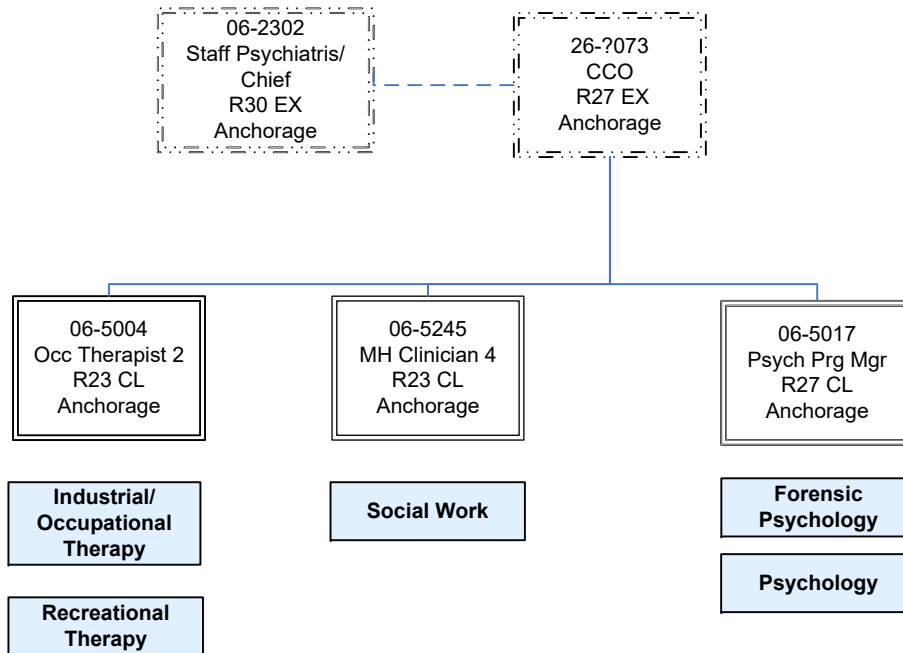 06-2302
Staff Psychiatris/
Chief
R30 EX
Anchorage
26-?073
CCO
R27 EX
Anchorage
06-5004
Occ Therapist 2
R23 CL
Anchorage
06-5245
MH Clinician 4
R23 CL
Anchorage
06-5017
Psych Prg Mgr
R27 CL
Anchorage
Industrial/
Occupational
Therapy
Social Work
Forensic
Psychology
Psychology
Recreational
Therapy